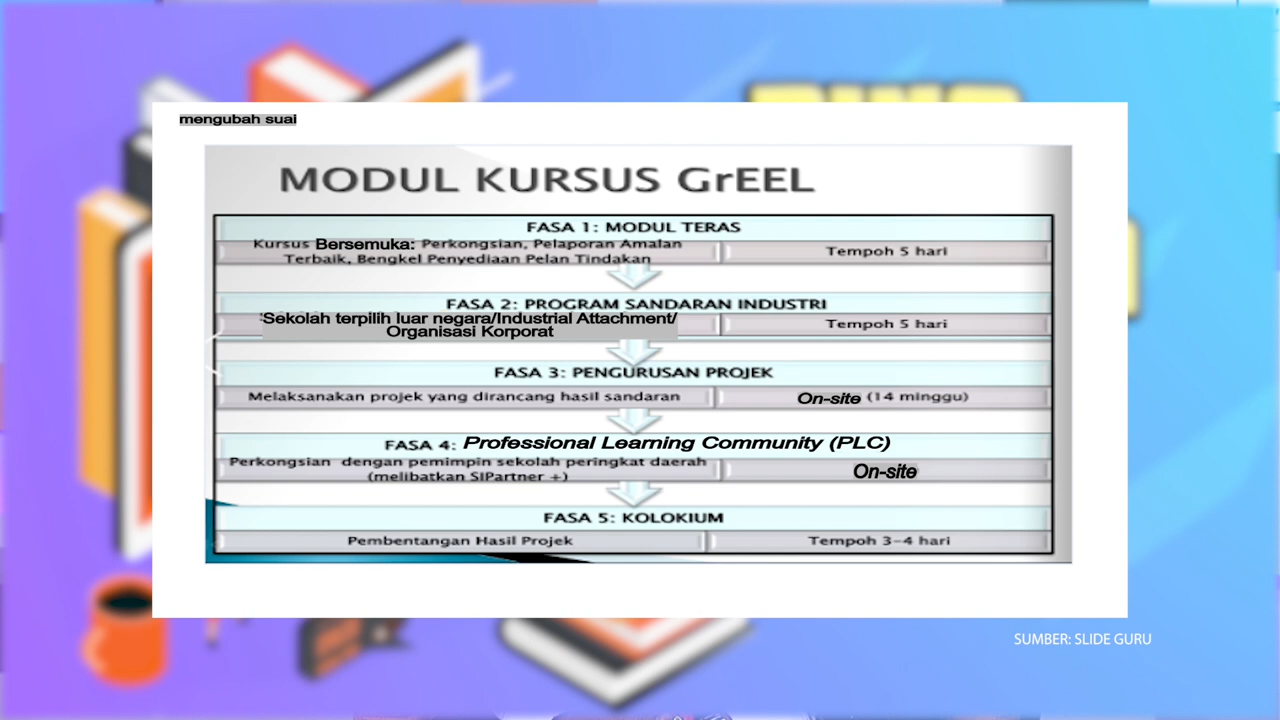 mengubah suai
MODUL KURSUS GrEEL
FASA 1: MODUL TERAS
Kursus Bersemuka: Perkongsian, Pelaporan Amalan
Terbaik, Bengkel Penyediaan Pelan Tindakan
Tempoh 5 hari
FASA 2: PROGRAM SANDARAN INDUSTRI
Sekolah terpilih luar negara/Industrial Attachment/
Organisasi Korporat
Tempoh 5 hari
FASA 3: PENGURUSAN PROJEK
Melaksanakan projek yang dirancang hasil sandaran
On-site (14 minggu)
FASA 4: Professional Learning Community (PLC)
Perkongsian dengan pemimpin sekolah peringkat daerah
(melibatkan SIPartner +)
On-site
FASA 5: KOLOKIUM
Pembentangan Hasil Projek
Tempoh 3-4 hari
SUMBER: SLIDE GURU